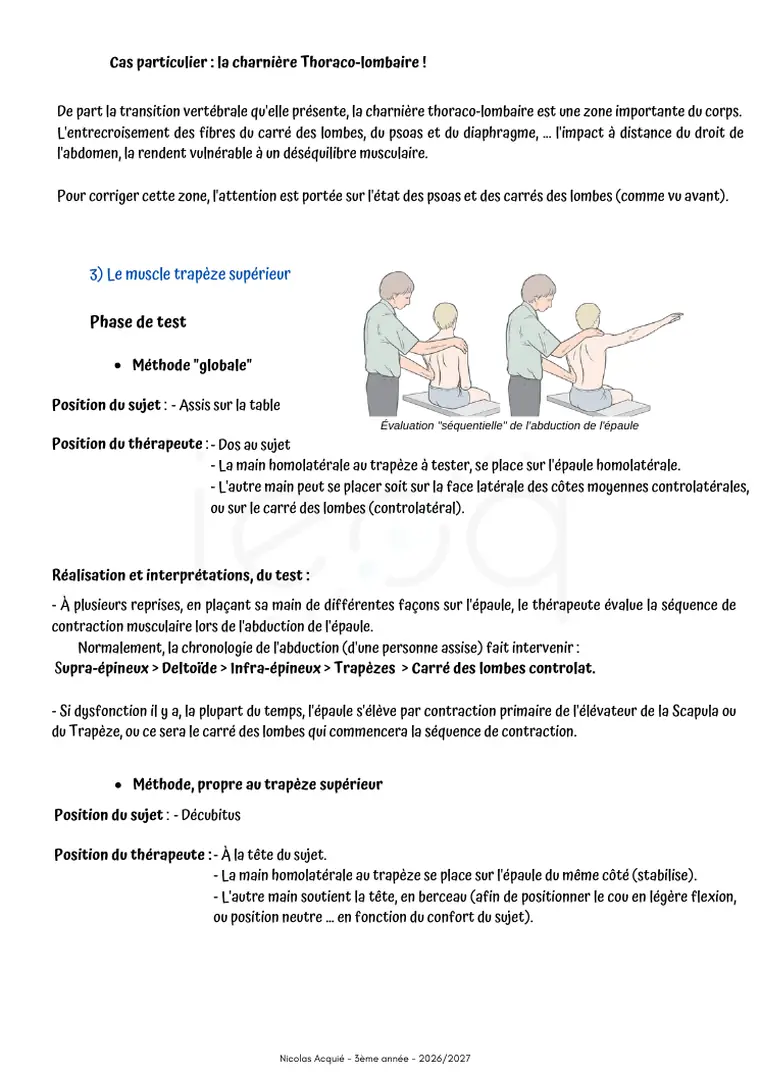 Cas particulier : la charnière Thoraco-lombaire !
De part la transition vertébrale qu'elle présente, la charnière thoraco-lombaire est une zone importante du corps.
L'entrecroisement des fibres du carré des lombes, du psoas et du diaphragme, ... l'impact à distance du droit de
l'abdomen, la rendent vulnérable à un déséquilibre musculaire.
Pour corriger cette zone, l'attention est portée sur l'état des psoas et des carrés des lombes (comme vu avant).
3) Le muscle trapèze supérieur
Phase de test
• Méthode "globale"
Position du sujet : - Assis sur la table
Évaluation "séquentielle" de l'abduction de l'épaule
Position du thérapeute : - Dos au sujet
- La main homolatérale au trapèze à tester, se place sur l'épaule homolatérale.
- L'autre main peut se placer soit sur la face latérale des côtes moyennes controlatérales,
ou sur le carré des lombes (controlatéral).
Réalisation et interprétations, du test :
- À plusieurs reprises, en plaçant sa main de différentes façons sur l'épaule, le thérapeute évalue la séquence de
contraction musculaire lors de l'abduction de l'épaule.
Normalement, la chronologie de l'abduction (d'une personne assise) fait intervenir :
Supra-épineux > Deltoïde > Infra-épineux > Trapèzes > Carré des lombes controlat.
- Si dysfonction il y a, la plupart du temps, l'épaule s'élève par contraction primaire de l'élévateur de la Scapula ou
du Trapèze, ou ce sera le carré des lombes qui commencera la séquence de contraction.
• Méthode, propre au trapèze supérieur
Position du sujet : - Décubitus
Position du thérapeute : - À la tête du sujet.
- La main homolatérale au trapèze se place sur l'épaule du même côté (stabilise).
- L'autre main soutient la tête, en berceau (afin de positionner le cou en légère flexion,
ou position neutre ... en fonction du confort du sujet).
Nicolas Acquié - 3ème année - 2026/2027